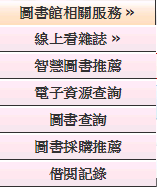 圖書館相關服務 »
線上看雜誌 »
智慧圖書推薦
電子資源查詢
圖書查詢
圖書採購推薦
借閱記錄